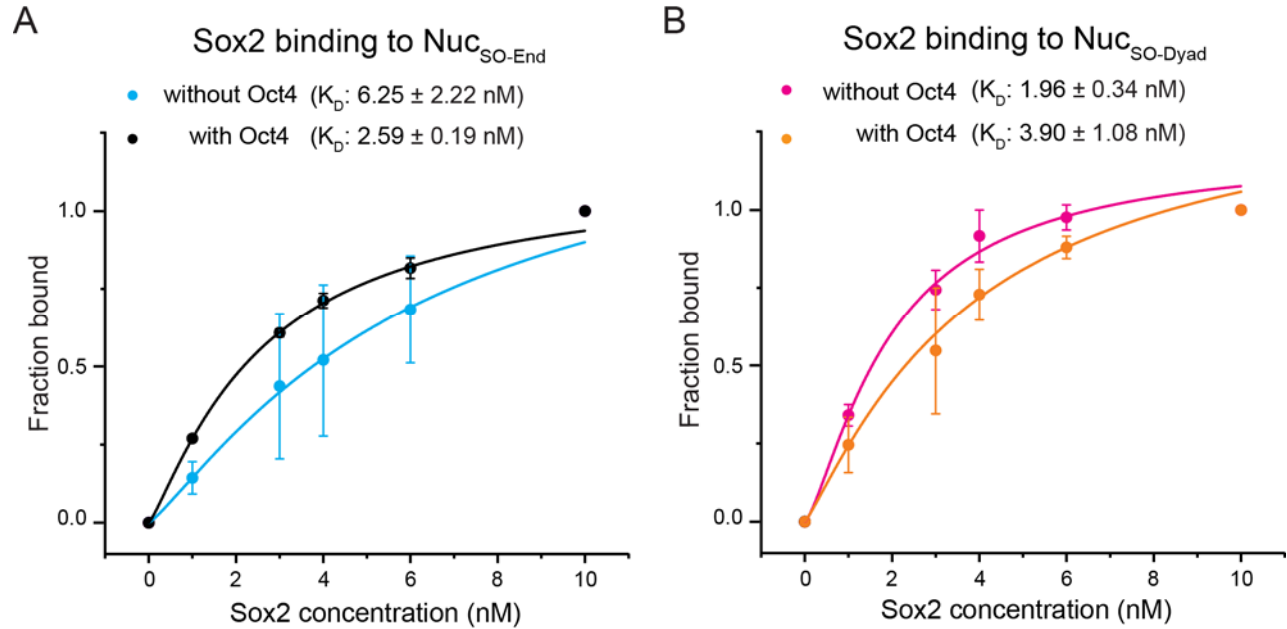 A
Sox2 binding to Nuc_SO-End
without Oct4 (K_D: 6.25 ± 2.22 nM)
with Oct4 (K_D: 2.59 ± 0.19 nM)
1.0
0.5
0.0
Fraction bound
0 2 4 6 8 10
Sox2 concentration (nM)
B
Sox2 binding to Nuc_SO-Dyad
without Oct4 (K_D: 1.96 ± 0.34 nM)
with Oct4 (K_D: 3.90 ± 1.08 nM)
1.0
0.5
0.0
Fraction bound
0 2 4 6 8 10
Sox2 concentration (nM)